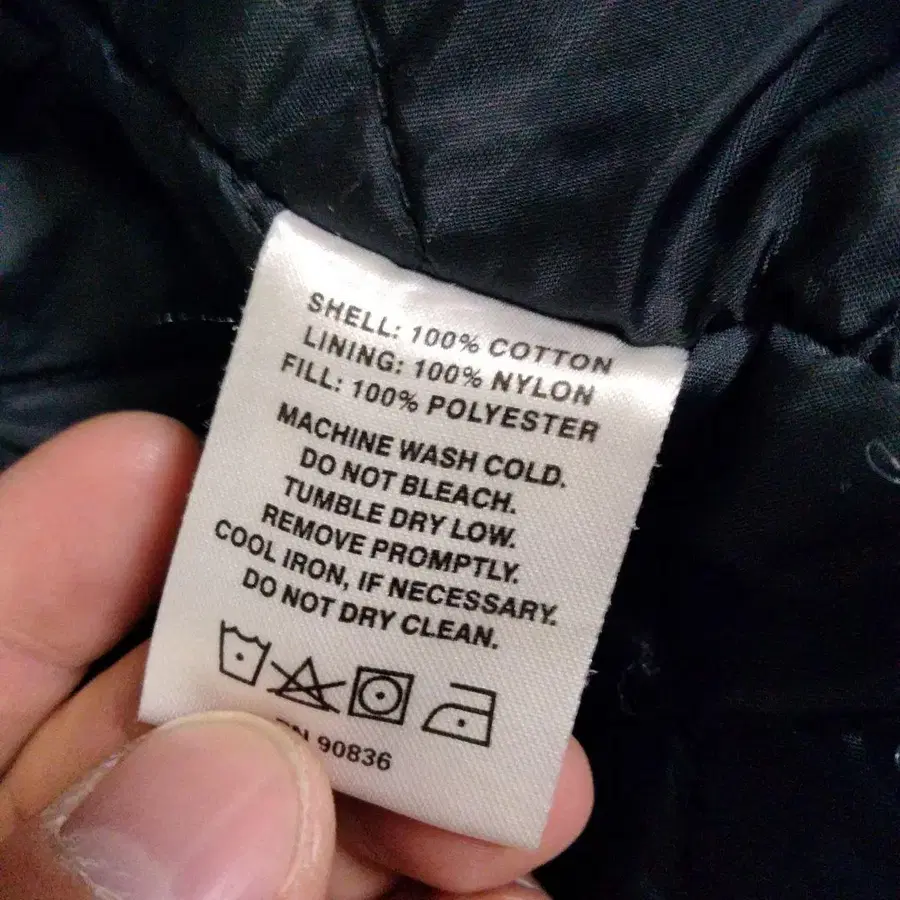 SHELL: 100% COTTON
LINING: 100% NYLON
FILL: 100% POLYESTER
MACHINE WASH COLD.
DO NOT BLEACH.
TUMBLE DRY LOW.
REMOVE PROMPTLY.
COOL IRON, IF NECESSARY.
DO NOT DRY CLEAN.
90836